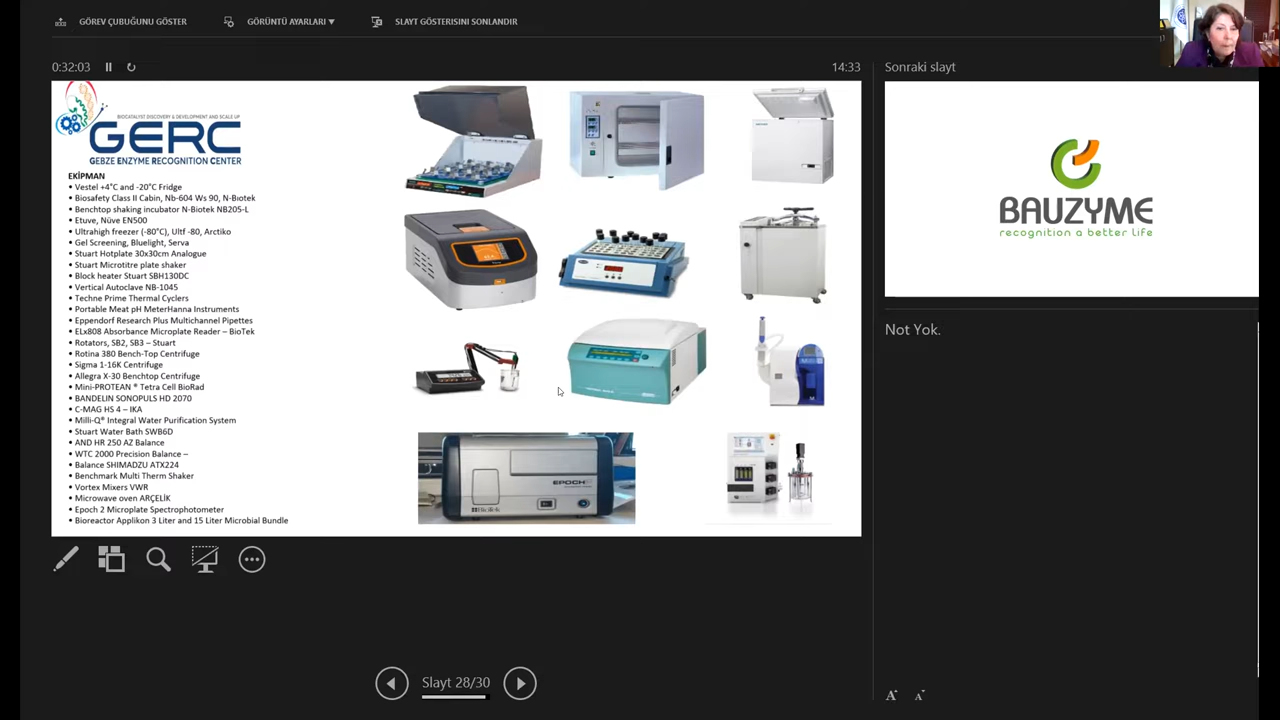 GÖREV ÇUBUĞUNU GÖSTER
GÖRÜNTÜ AYARLARI ▼
SLAYT GÖSTERISINI SONLANDIR
0:32:03
14:33
BIOCATALYST DISCOVERY & DEVELOPMENT AND SCALE UP
GERC
GEBZE ENZYME RECOGNITION CENTER
EKİPMAN
• Vestel +4°C and -20°C Fridge
• Biosafety Class II Cabin, Nb-604 Ws 90, N-Biotek
• Benchtop shaking incubator N-Biotek NB205-L
• Etuve, Nüve EN500
• Ultrahigh freezer (-80°C), Ultf -80, Arctiko
• Gel Screening, Bluelight, Serva
• Stuart Hotplate 30x30cm Analogue
• Stuart Microtitre plate shaker
• Block heater Stuart SBH130DC
• Vertical Autoclave NB-1045
• Techne Prime Thermal Cyclers
• Portable Meat pH MeterHanna Instruments
• Eppendorf Research Plus Multichannel Pipettes
• ELx808 Absorbance Microplate Reader – BioTek
• Rotators, SB2, SB3 – Stuart
• Rotina 380 Bench-Top Centrifuge
• Sigma 1-16K Centrifuge
• Allegra X-30 Benchtop Centrifuge
• Mini-PROTEAN ® Tetra Cell BioRad
• BANDELIN SONOPULS HD 2070
• C-MAG HS 4 – IKA
• Milli-Q® Integral Water Purification System
• Stuart Water Bath SWB6D
• AND HR 250 AZ Balance
• WTC 2000 Precision Balance –
• Balance SHIMADZU ATX224
• Benchmark Multi Therm Shaker
• Vortex Mixers VWR
• Microwave oven ARÇELİK
• Epoch 2 Microplate Spectrophotometer
• Bioreactor Applikon 3 Liter and 15 Liter Microbial Bundle
EPOCH
BioTek
Sonraki slayt
BAUZYME
recognition a better life
Not Yok.
Slayt 28/30
A A